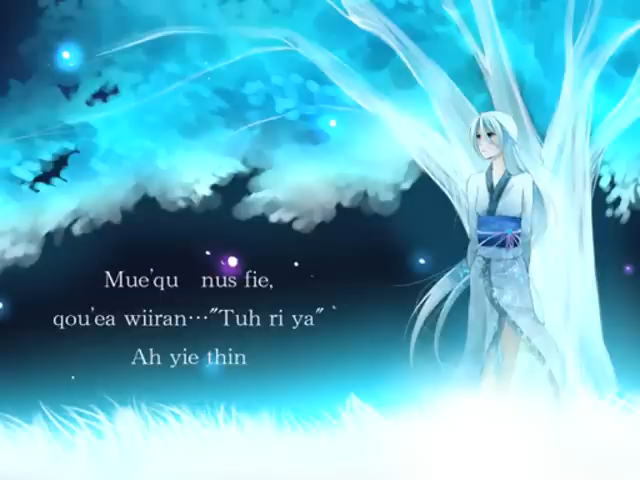 Mue'qu nus fie,
qou'ea wiiran…"Tuh ri ya" `
Ah yie thin